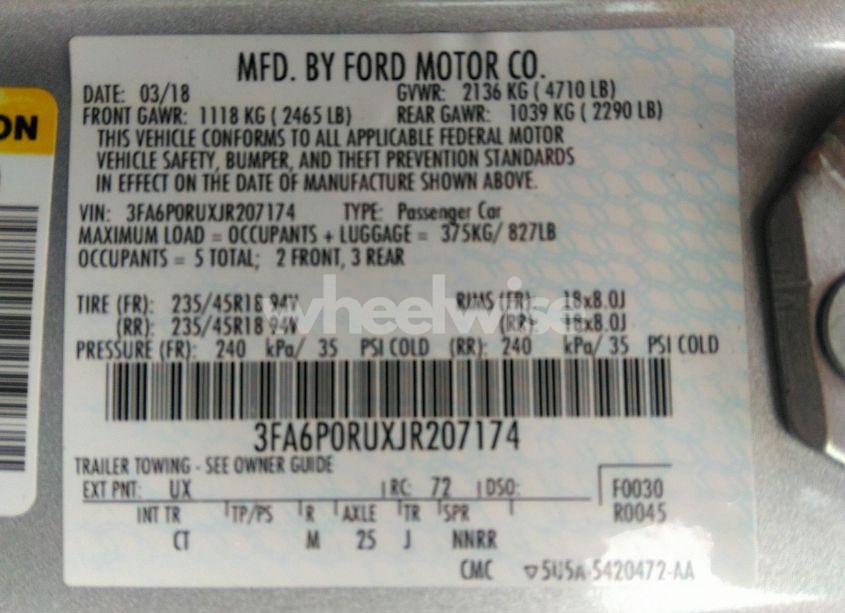 MFD. BY FORD MOTOR CO.
DATE: 03/18 GVWR: 2136 KG ( 4710 LB)
FRONT GAWR: 1118 KG ( 2465 LB) REAR GAWR: 1039 KG ( 2290 LB)
THIS VEHICLE CONFORMS TO ALL APPLICABLE FEDERAL MOTOR
VEHICLE SAFETY, BUMPER, AND THEFT PREVENTION STANDARDS
IN EFFECT ON THE DATE OF MANUFACTURE SHOWN ABOVE.
VIN: 3FA6P0RUXJR207174 TYPE: Passenger Car
MAXIMUM LOAD = OCCUPANTS + LUGGAGE = 375KG/ 827LB
OCCUPANTS = 5 TOTAL; 2 FRONT, 3 REAR
TIRE (FR): 235/45R18 94V RIMS (FR): 18x8.0J
(RR): 235/45R18 94V (RR): 18x8.0J
wheelwise
PRESSURE (FR): 240 kPa/ 35 PSI COLD (RR): 240 kPa/ 35 PSI COLD
3FA6P0RUXJR207174
TRAILER TOWING - SEE OWNER GUIDE
EXT PNT: UX RC: 72 DSO: F0030
INT TR TP/PS R AXLE TR SPR R0045
CT M 25 J NNRR
CMC ▽5U5A-5420472-AA
ON